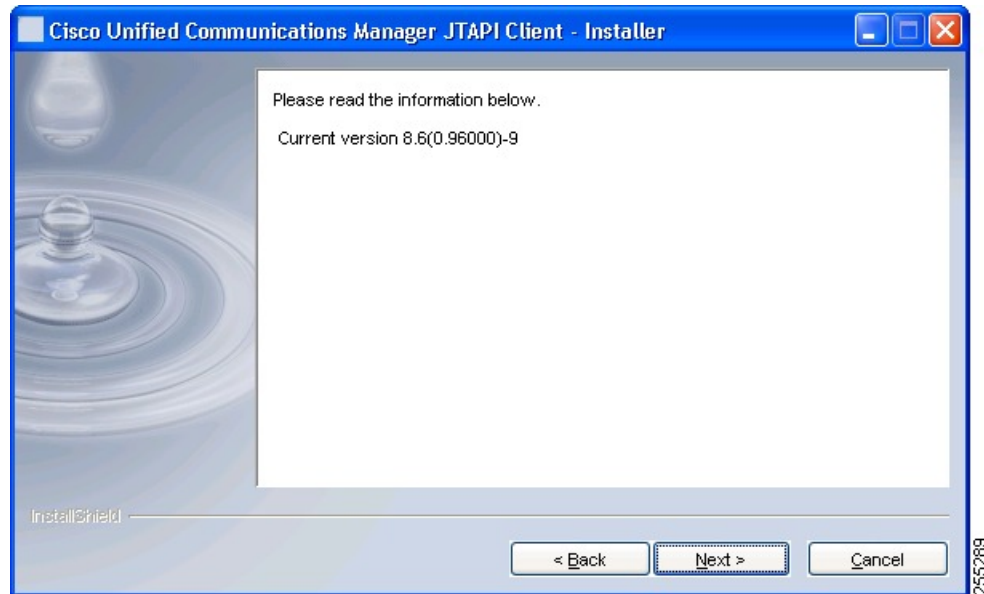 Cisco Unified Communications Manager JTAPI Client - Installer
Please read the information below.
Current version 8.6(0.96000)-9
InstallShield
< Back
Next >
Cancel
255289